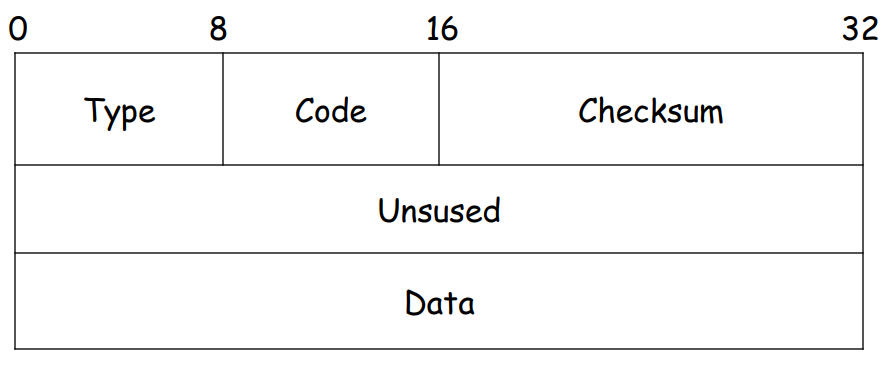 0 8 16 32
Type Code Checksum
Unsused
Data